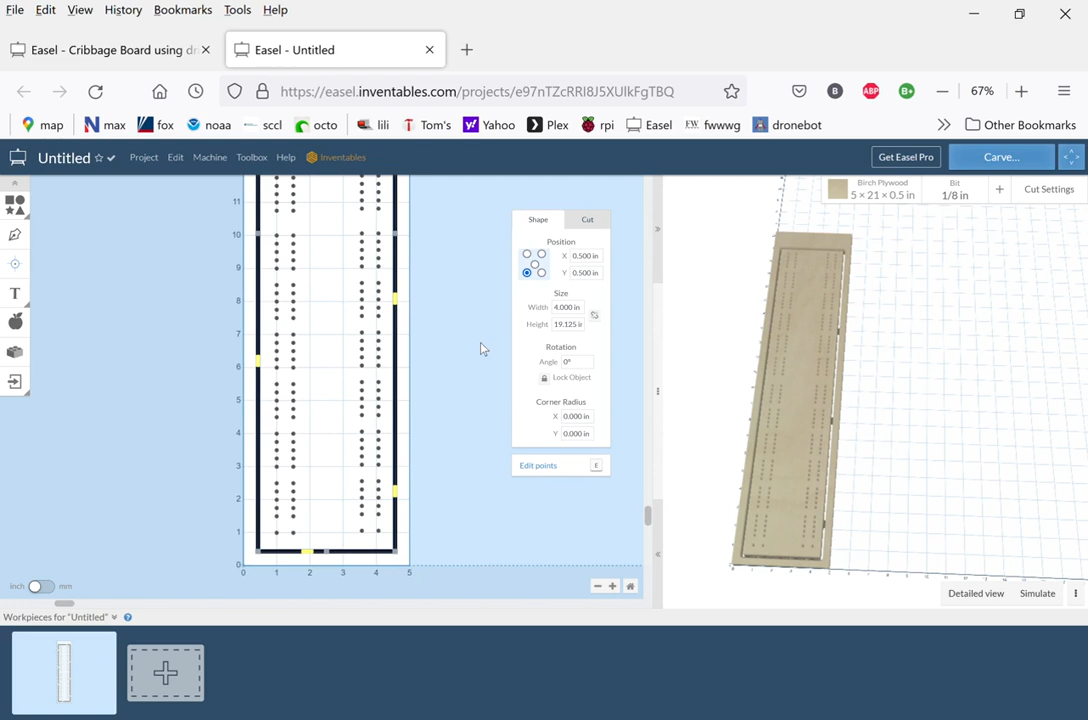 File Edit View History Bookmarks Tools Help
Easel - Cribbage Board using dr
Easel - Untitled
https://easel.inventables.com/projects/e97nTZcRRI8J5XUlkFgTBQ
B ABP B+ 67%
map max fox noaa sccl octo lili Tom's Yahoo Plex rpi Easel FW fwwwg dronebot Other Bookmarks
Untitled Project Edit Machine Toolbox Help Inventables Get Easel Pro Carve...
Birch Plywood Bit
5 × 21 × 0.5 in 1/8 in + Cut Settings
T
11
10
9
8
7
6
5
4
3
2
1
0
0 1 2 3 4 5
Shape Cut
Position
X 0.500 in
Y 0.500 in
Size
Width 4.000 in
Height 19.125 in
Rotation
Angle 0°
Lock Object
Corner Radius
X 0.000 in
Y 0.000 in
Edit points E
inch mm
Detailed view Simulate
Workpieces for "Untitled" ?